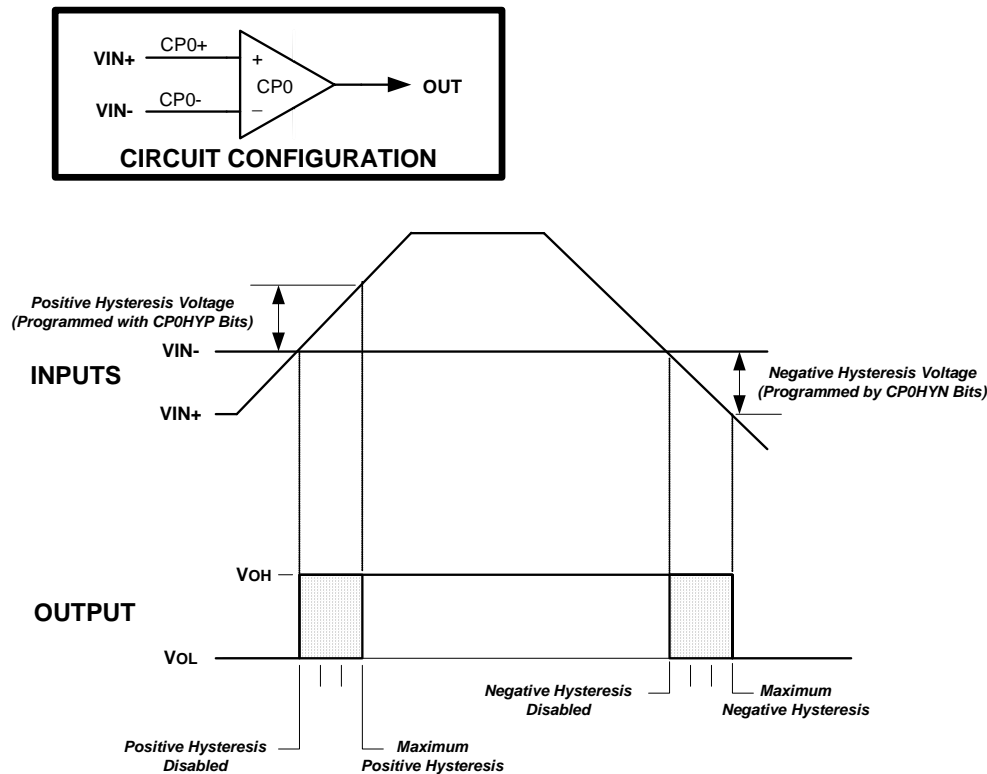 VIN+
CP0+
+
CP0
VIN-
CP0-
_
OUT
CIRCUIT CONFIGURATION
Positive Hysteresis Voltage
(Programmed with CP0HYP Bits)
VIN-
INPUTS
Negative Hysteresis Voltage
(Programmed by CP0HYN Bits)
VIN+
VOH
OUTPUT
VOL
Negative Hysteresis
Disabled
Maximum
Negative Hysteresis
Positive Hysteresis
Disabled
Maximum
Positive Hysteresis